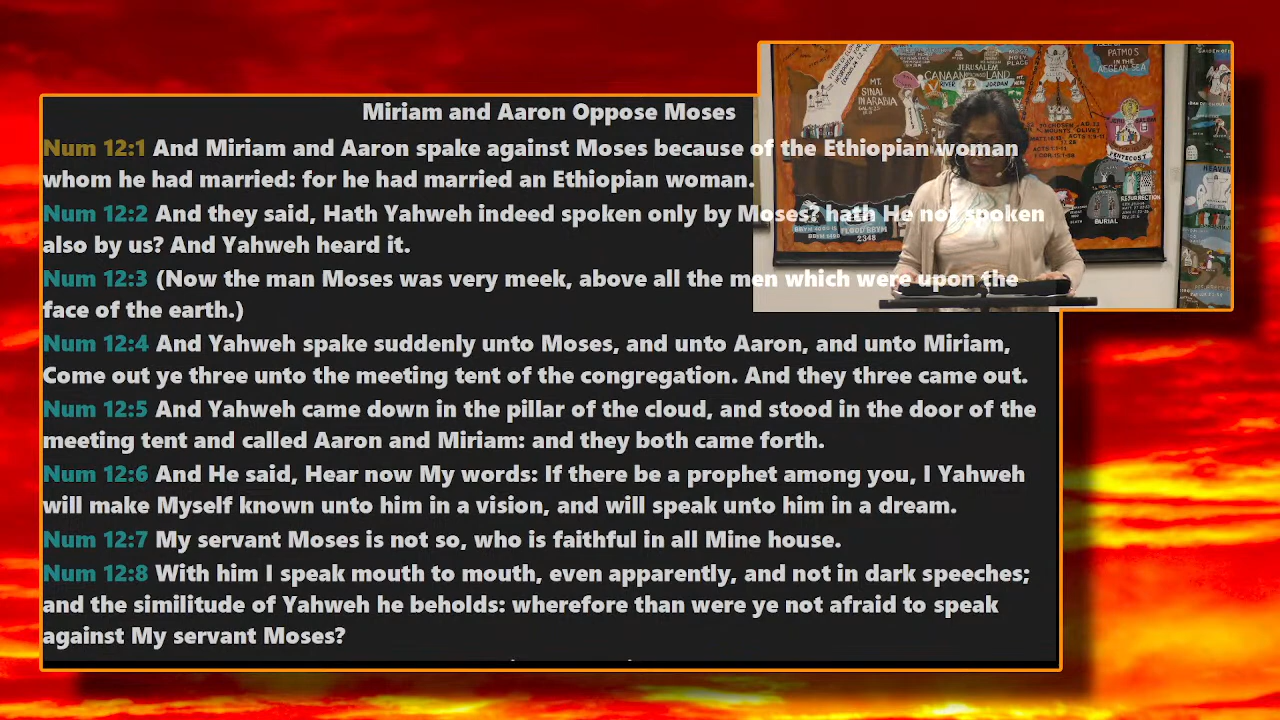 Miriam and Aaron Oppose Moses
Num 12:1 And Miriam and Aaron spake against Moses because of the Ethiopian woman
whom he had married: for he had married an Ethiopian woman.
Num 12:2 And they said, Hath Yahweh indeed spoken only by Moses? hath He not spoken
also by us? And Yahweh heard it.
Num 12:3 (Now the man Moses was very meek, above all the men which were upon the
face of the earth.)
Num 12:4 And Yahweh spake suddenly unto Moses, and unto Aaron, and unto Miriam,
Come out ye three unto the meeting tent of the congregation. And they three came out.
Num 12:5 And Yahweh came down in the pillar of the cloud, and stood in the door of the
meeting tent and called Aaron and Miriam: and they both came forth.
Num 12:6 And He said, Hear now My words: If there be a prophet among you, I Yahweh
will make Myself known unto him in a vision, and will speak unto him in a dream.
Num 12:7 My servant Moses is not so, who is faithful in all Mine house.
Num 12:8 With him I speak mouth to mouth, even apparently, and not in dark speeches;
and the similitude of Yahweh he beholds: wherefore than were ye not afraid to speak
against My servant Moses?
PATMOS
IN THE
AEGEAN SEA
HOLY
PLACE
JERUSALEM
CANAAN LAND
RIVER
JORDAN
MT.
SINAI
IN ARABIA
MOUNTS OLIVET
PENTECOST
BURIAL
RESURRECTION
FLOOD
2348
HEAVEN